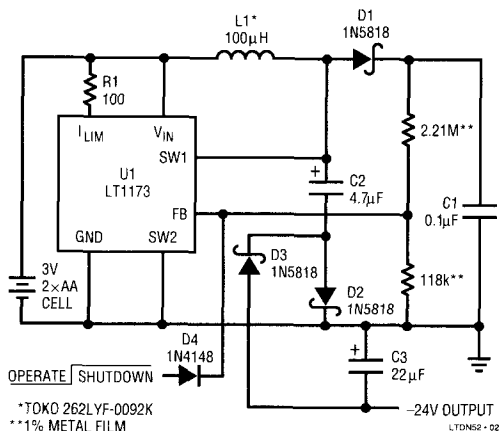 L1*
100μH
D1
1N5818
R1
100
2.21M**
I LIM
V IN
SW1
U1
LT1173
C2
4.7μF
+
C1
0.1μF
FB
GND
SW2
D3
1N5818
118k**
3V
2×AA
CELL
D2
1N5818
D4
1N4148
+
C3
22μF
OPERATE SHUTDOWN
*TOKO 262LYF-0092K
**1% METAL FILM
–24V OUTPUT
LTDN52 • 02